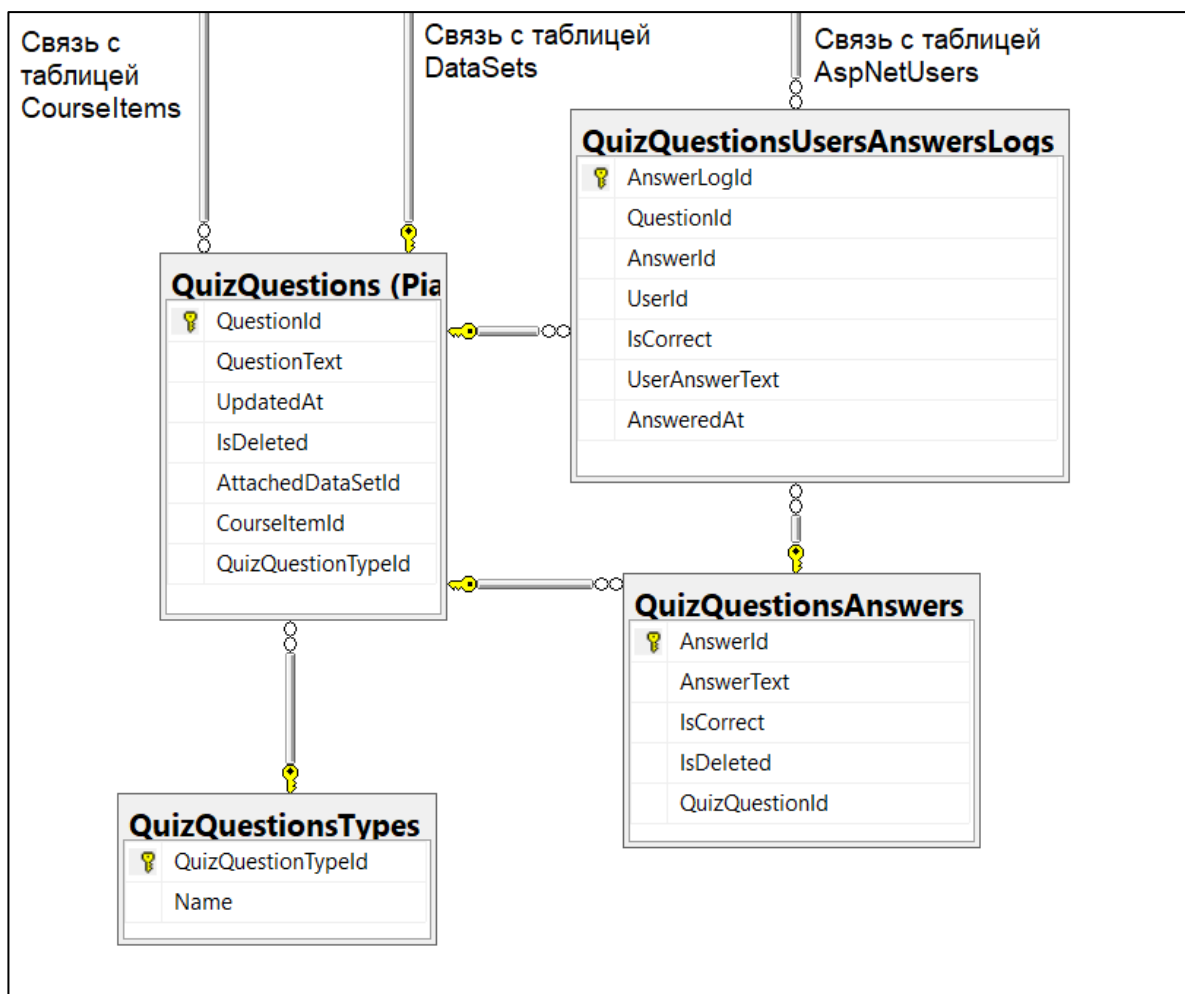 Связь с
таблицей
CourseItems
Связь с таблицей
DataSets
Связь с таблицей
AspNetUsers
QuizQuestionsUsersAnswersLogs
AnswerLogId
QuestionId
AnswerId
UserId
IsCorrect
UserAnswerText
AnsweredAt
QuizQuestions (Pia
QuestionId
QuestionText
UpdatedAt
IsDeleted
AttachedDataSetId
CourseItemId
QuizQuestionTypeId
QuizQuestionsAnswers
AnswerId
AnswerText
IsCorrect
IsDeleted
QuizQuestionId
QuizQuestionsTypes
QuizQuestionTypeId
Name